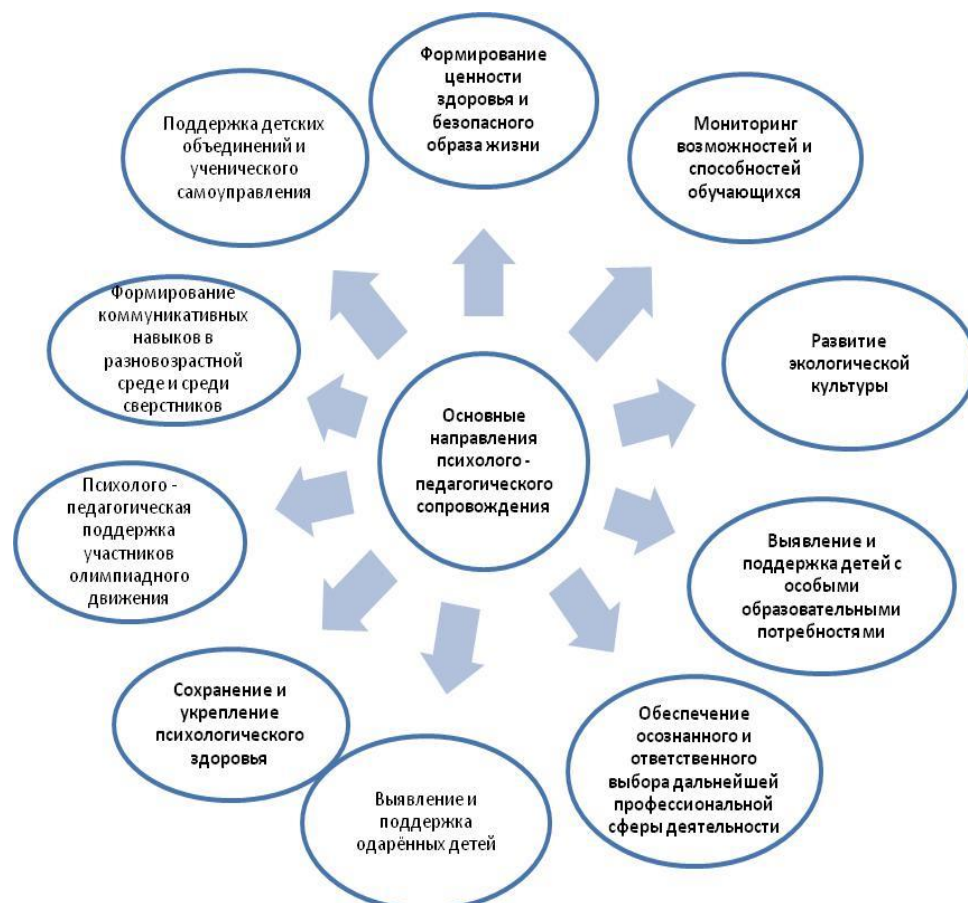 Формирование
ценности
здоровья и
безопасного
образа жизни
Мониторинг
возможностей и
способностей
обучающихся
Развитие
экологической
культуры
Выявление и
поддержка детей с
особыми
образовательными
потребностями
Обеспечение
осознанного и
ответственного
выбора дальнейшей
профессиональной
сферы деятельности
Выявление и
поддержка
одарённых детей
Сохранение и
укрепление
психологического
здоровья
Психолого -
педагогическая
поддержка
участников
олимпиадного
движения
Формирование
коммуникативных
навыков в
разновозрастной
среде и среди
сверстников
Поддержка детских
объединений и
ученического
самоуправления
Основные
направления
психолого -
педагогического
сопровождения